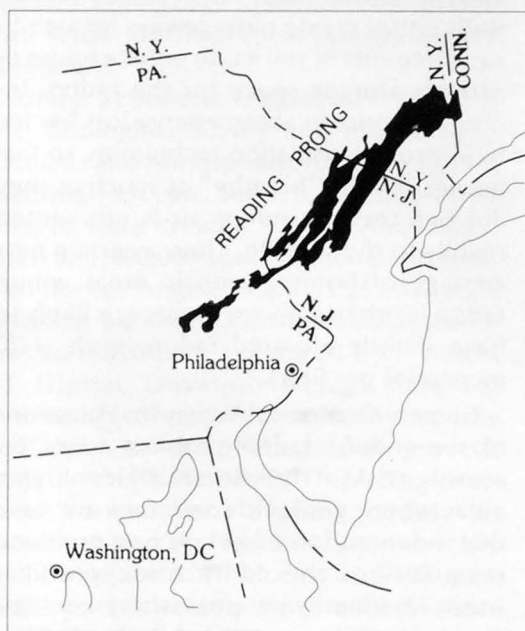 N. Y.
PA.
N. Y.
CONN
READING PRONG
N. Y.
N. J.
N. J.
PA.
Philadelphia
Washington, DC